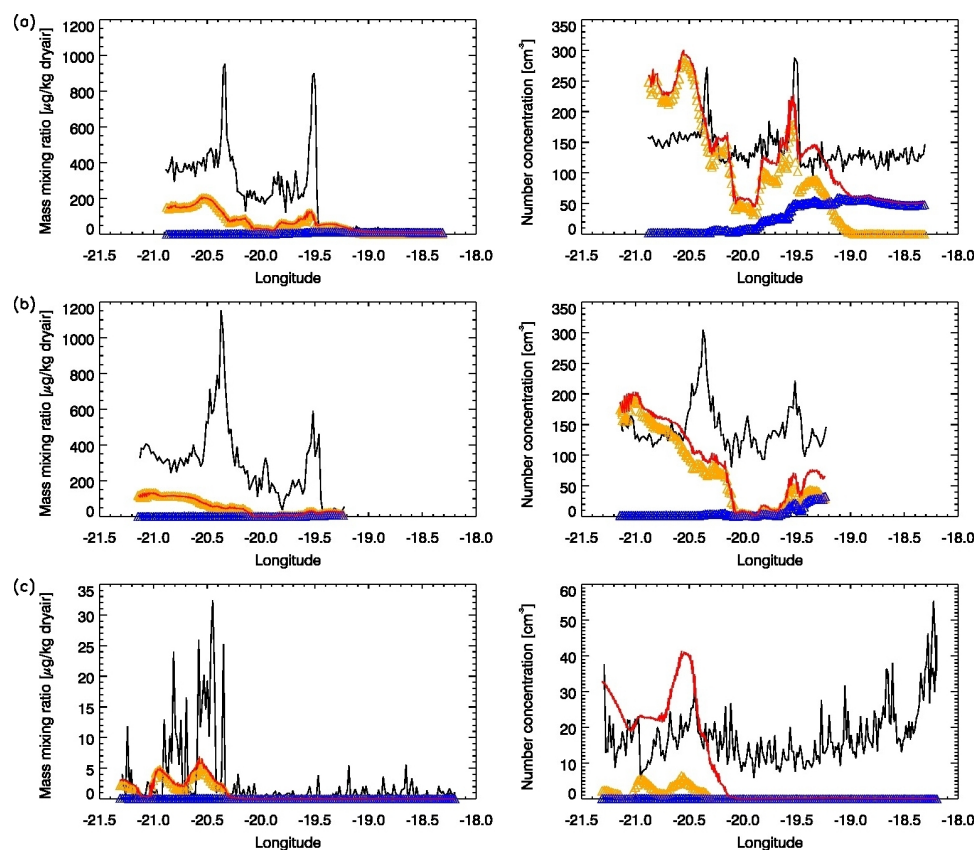 (a)
Mass mixing ratio [µg/kg dryair]
1200
1000
800
600
400
200
0
-21.5 -21.0 -20.5 -20.0 -19.5 -19.0 -18.5 -18.0
Longitude
Number concentration [cm-3]
350
300
250
200
150
100
50
0
-21.5 -21.0 -20.5 -20.0 -19.5 -19.0 -18.5 -18.0
Longitude
(b)
Mass mixing ratio [µg/kg dryair]
1200
1000
800
600
400
200
0
-21.5 -21.0 -20.5 -20.0 -19.5 -19.0 -18.5 -18.0
Longitude
Number concentration [cm-3]
350
300
250
200
150
100
50
0
-21.5 -21.0 -20.5 -20.0 -19.5 -19.0 -18.5 -18.0
Longitude
(c)
Mass mixing ratio [µg/kg dryair]
35
30
25
20
15
10
5
0
-21.5 -21.0 -20.5 -20.0 -19.5 -19.0 -18.5 -18.0
Longitude
Number concentration [cm-3]
60
50
40
30
20
10
0
-21.5 -21.0 -20.5 -20.0 -19.5 -19.0 -18.5 -18.0
Longitude